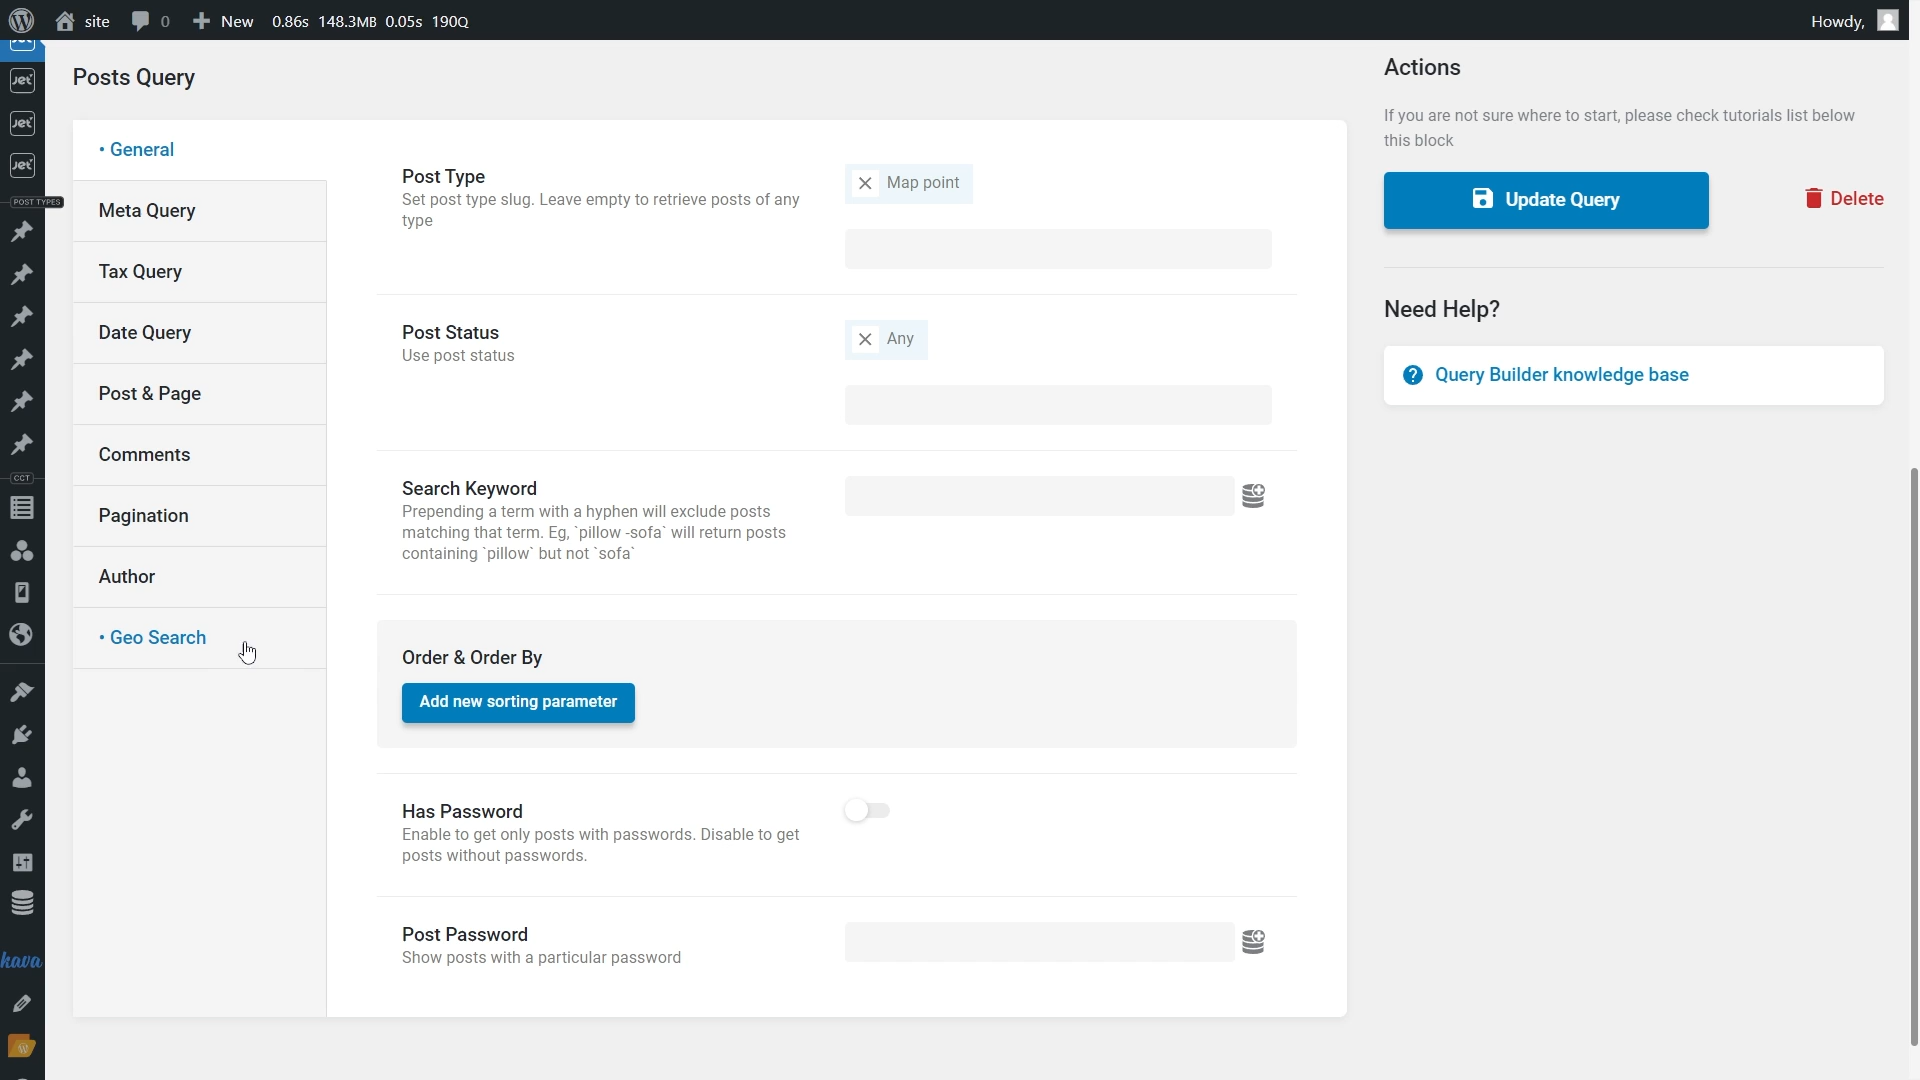 site
0
New
0.86s 148.3MB 0.05s 190Q
Howdy,
Jet
Jet
Jet
POST TYPES
CCT
kava
Posts Query
• General
Meta Query
Tax Query
Date Query
Post & Page
Comments
Pagination
Author
• Geo Search
Post Type
Set post type slug. Leave empty to retrieve posts of any
type
Map point
Post Status
Use post status
Any
Search Keyword
Prepending a term with a hyphen will exclude posts
matching that term. Eg, `pillow -sofa` will return posts
containing `pillow` but not `sofa`
Order & Order By
Add new sorting parameter
Has Password
Enable to get only posts with passwords. Disable to get
posts without passwords.
Post Password
Show posts with a particular password
Actions
If you are not sure where to start, please check tutorials list below
this block
Update Query
Delete
Need Help?
Query Builder knowledge base